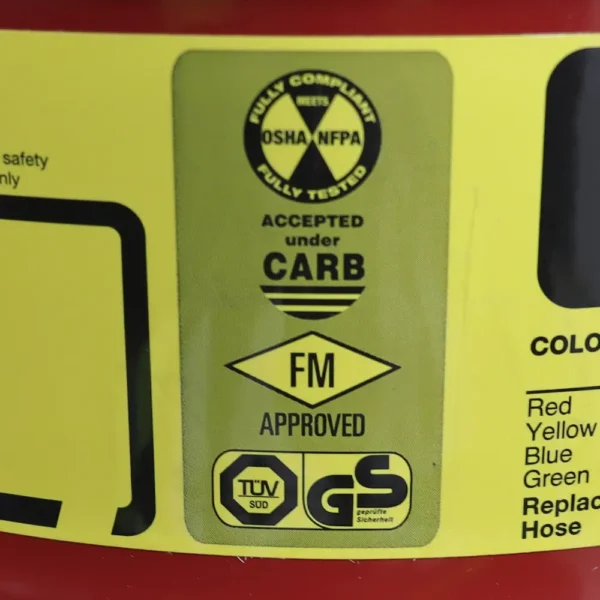 safety
nly
FULLY COMPLIANT
MEETS
OSHA NFPA
FULLY TESTED
ACCEPTED
under
CARB
FM
APPROVED
TÜV
SÜD
GS
geprüfte
Sicherheit
COLO
Red
Yellow
Blue
Green
Replac
Hose